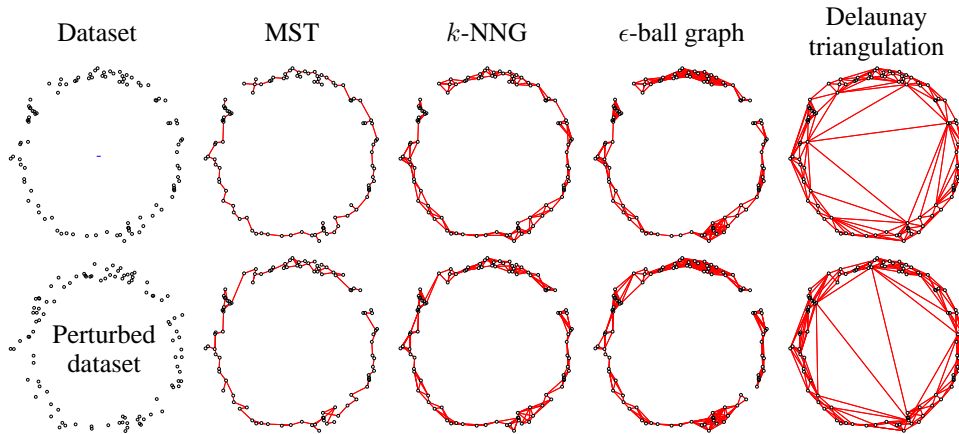 Dataset
MST
k-NNG
ϵ-ball graph
Delaunay
triangulation
Perturbed
dataset